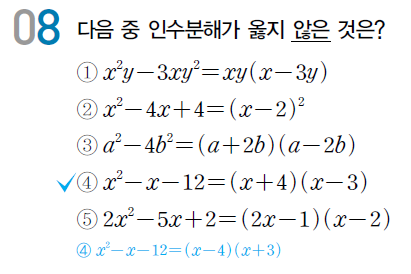 08 다음 중 인수분해가 옳지 않은 것은?
① x²y−3xy²=xy(x−3y)
② x²−4x+4=(x−2)²
③ a²−4b²=(a+2b)(a−2b)
④ x²−x−12=(x+4)(x−3)
⑤ 2x²−5x+2=(2x−1)(x−2)
④ x²−x−12=(x−4)(x+3)